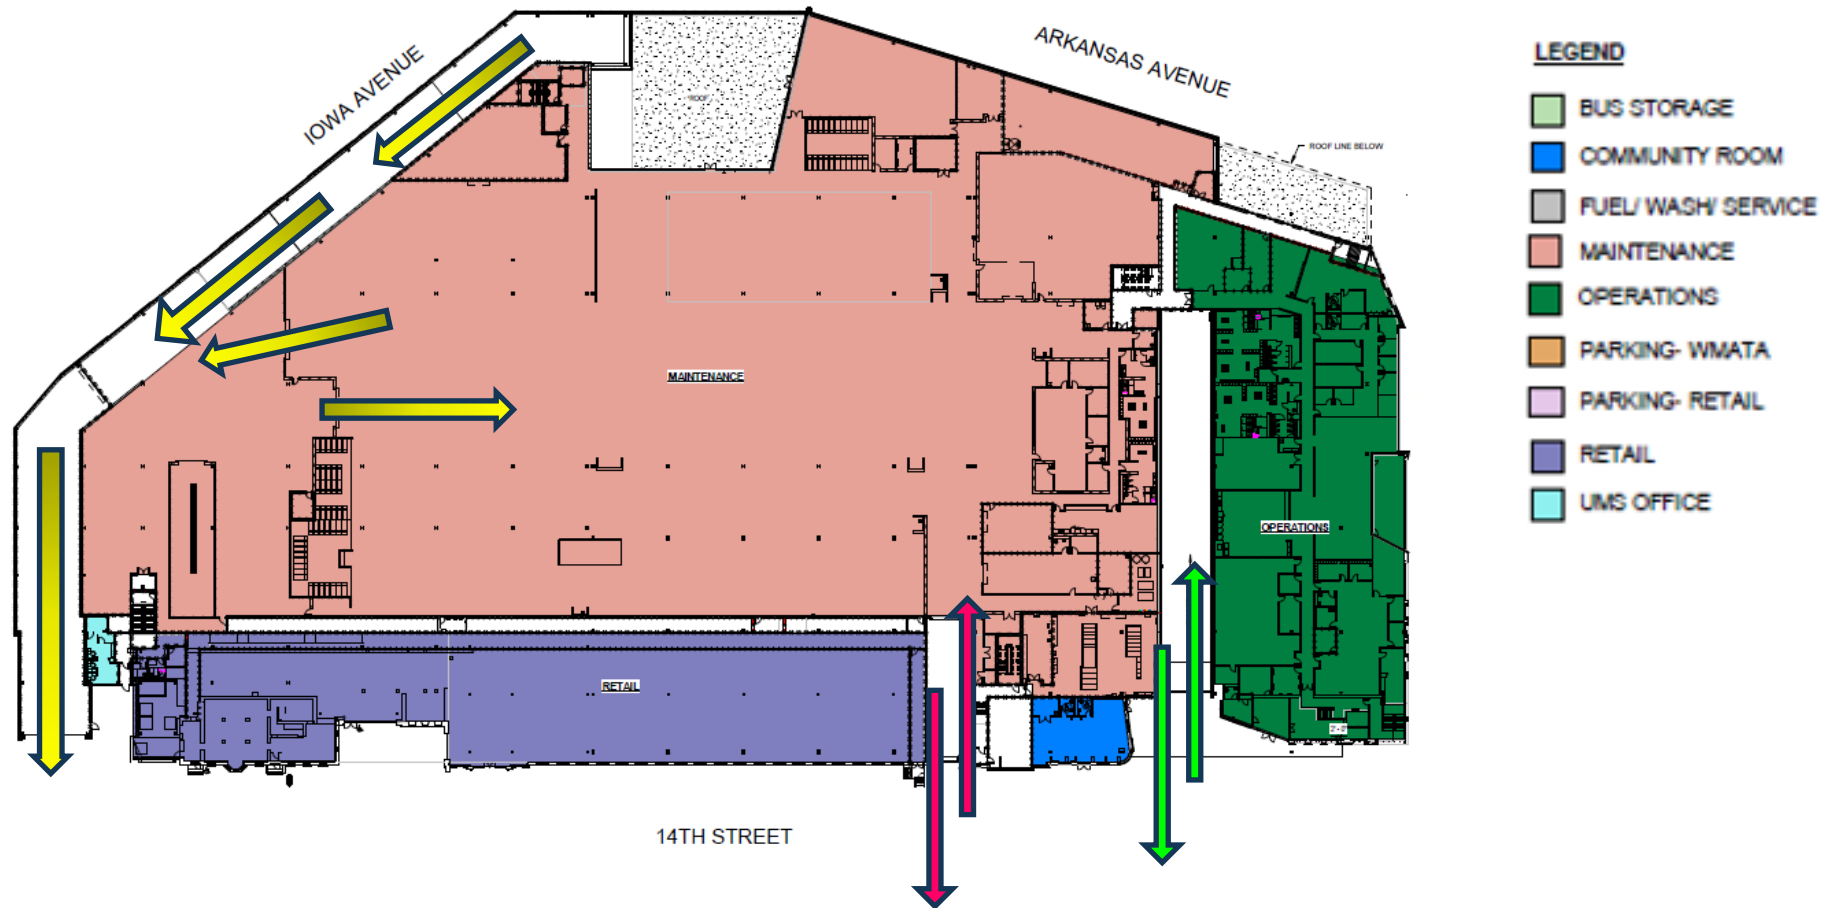 IOWA AVENUE
ARKANSAS AVENUE
ROOF
ROOF LINE BELOW
MAINTENANCE
OPERATIONS
RETAIL
14TH STREET
LEGEND
BUS STORAGE
COMMUNITY ROOM
FUEL/ WASH/ SERVICE
MAINTENANCE
OPERATIONS
PARKING- WMATA
PARKING- RETAIL
RETAIL
UMS OFFICE